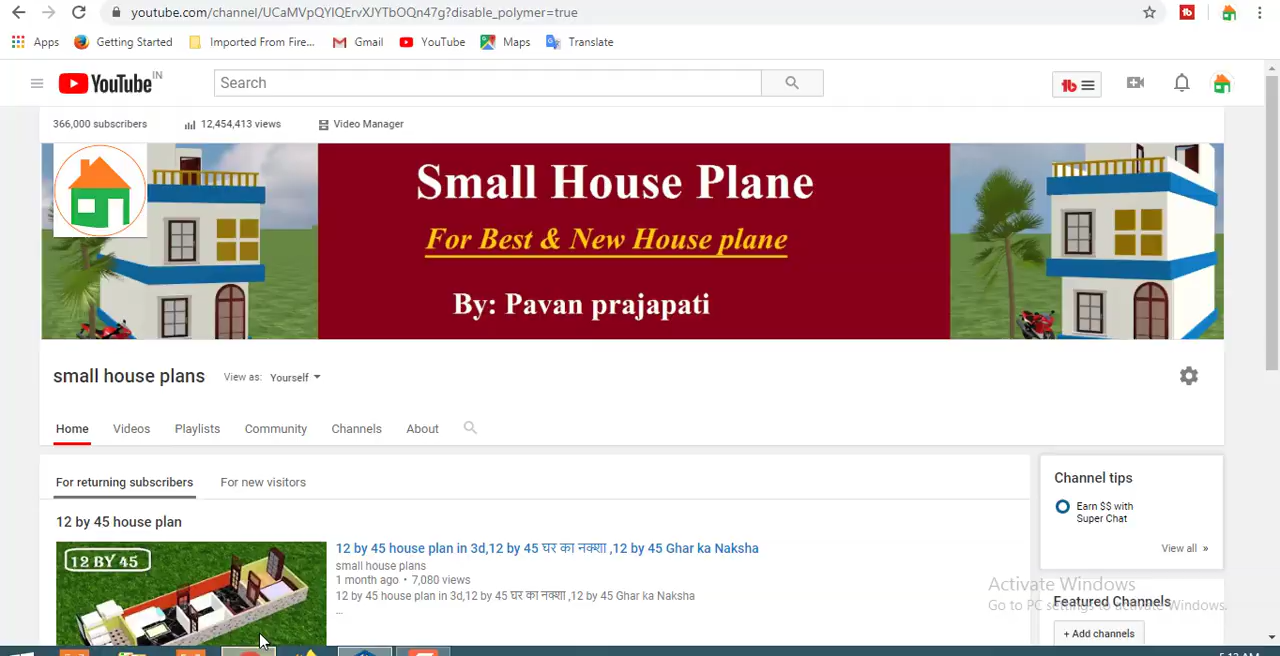 youtube.com/channel/UCaMVpQYIQErvXJYTbOQn47g?disable_polymer=true
Apps Getting Started Imported From Fire... Gmail YouTube Maps Translate
YouTube IN Search
366,000 subscribers 12,454,413 views Video Manager
Small House Plane
For Best & New House plane
By: Pavan prajapati
small house plans View as: Yourself
Home Videos Playlists Community Channels About
For returning subscribers For new visitors
12 by 45 house plan
12 BY 45
12 by 45 house plan in 3d,12 by 45 घर का नक्शा ,12 by 45 Ghar ka Naksha
small house plans
1 month ago • 7,080 views
12 by 45 house plan in 3d,12 by 45 घर का नक्शा ,12 by 45 Ghar ka Naksha
...
Channel tips
Earn $$ with
Super Chat
View all »
Activate Windows
Go to PC settings to activate Windows.
Featured Channels
+ Add channels